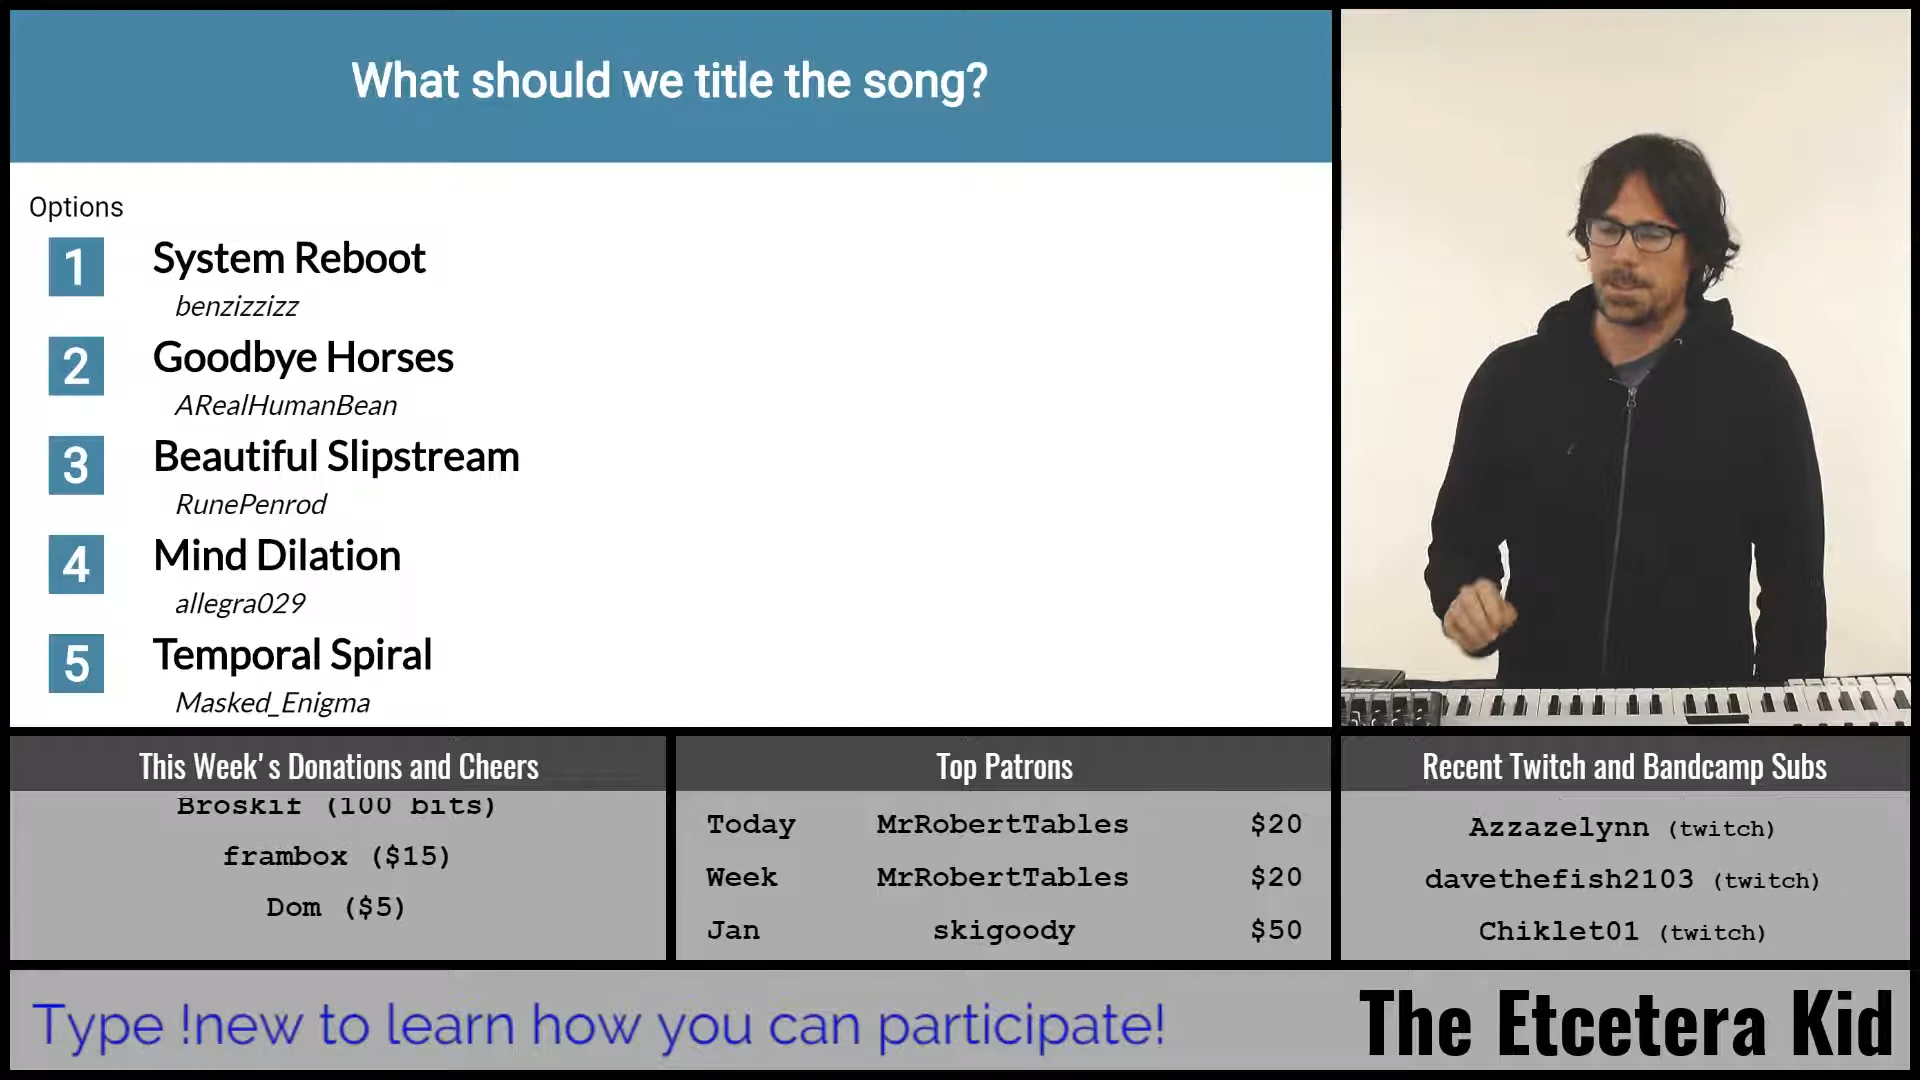 What should we title the song?
Options
1 System Reboot
benzizzizz
2 Goodbye Horses
ARealHumanBean
3 Beautiful Slipstream
RunePenrod
4 Mind Dilation
allegra029
5 Temporal Spiral
Masked_Enigma
This Week's Donations and Cheers
Broskif (100 bits)
frambox ($15)
Dom ($5)
Top Patrons
Today MrRobertTables $20
Week MrRobertTables $20
Jan skigoody $50
Recent Twitch and Bandcamp Subs
Azzazelynn (twitch)
davethefish2103 (twitch)
Chiklet01 (twitch)
Type !new to learn how you can participate!
The Etcetera Kid